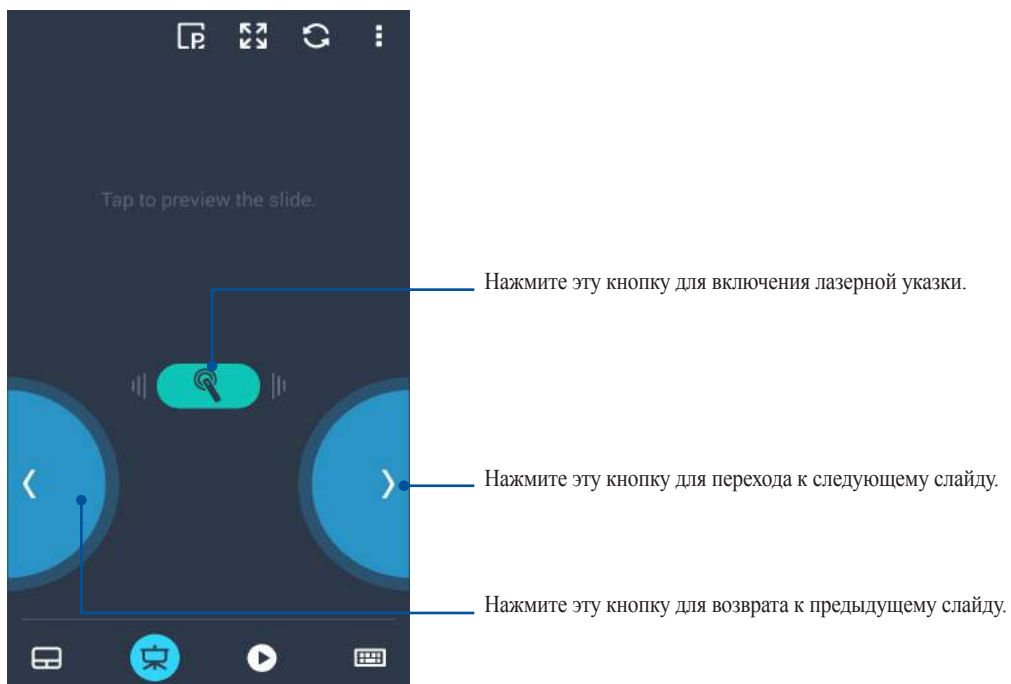 Tap to preview the slide.
Нажмите эту кнопку для включения лазерной указки.
Нажмите эту кнопку для перехода к следующему слайду.
Нажмите эту кнопку для возврата к предыдущему слайду.